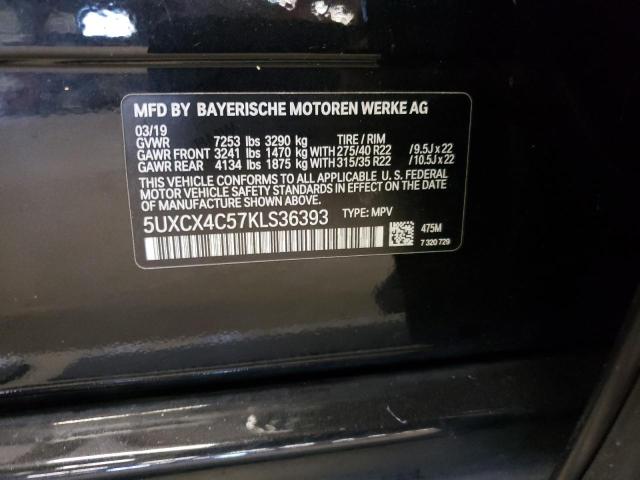 MFD BY BAYERISCHE MOTOREN WERKE AG
03/19
GVWR 7253 lbs 3290 kg TIRE / RIM
GAWR FRONT 3241 lbs 1470 kg WITH 275/40 R22 / 9.5J x 22
GAWR REAR 4134 lbs 1875 kg WITH 315/35 R22 / 10.5J x 22
THIS VEHICLE CONFORMS TO ALL APPLICABLE U. S. FEDERAL
MOTOR VEHICLE SAFETY STANDARDS IN EFFECT ON THE DATE
OF MANUFACTURE SHOWN ABOVE.
5UXCX4C57KLS36393 TYPE: MPV
475M
7 320 729